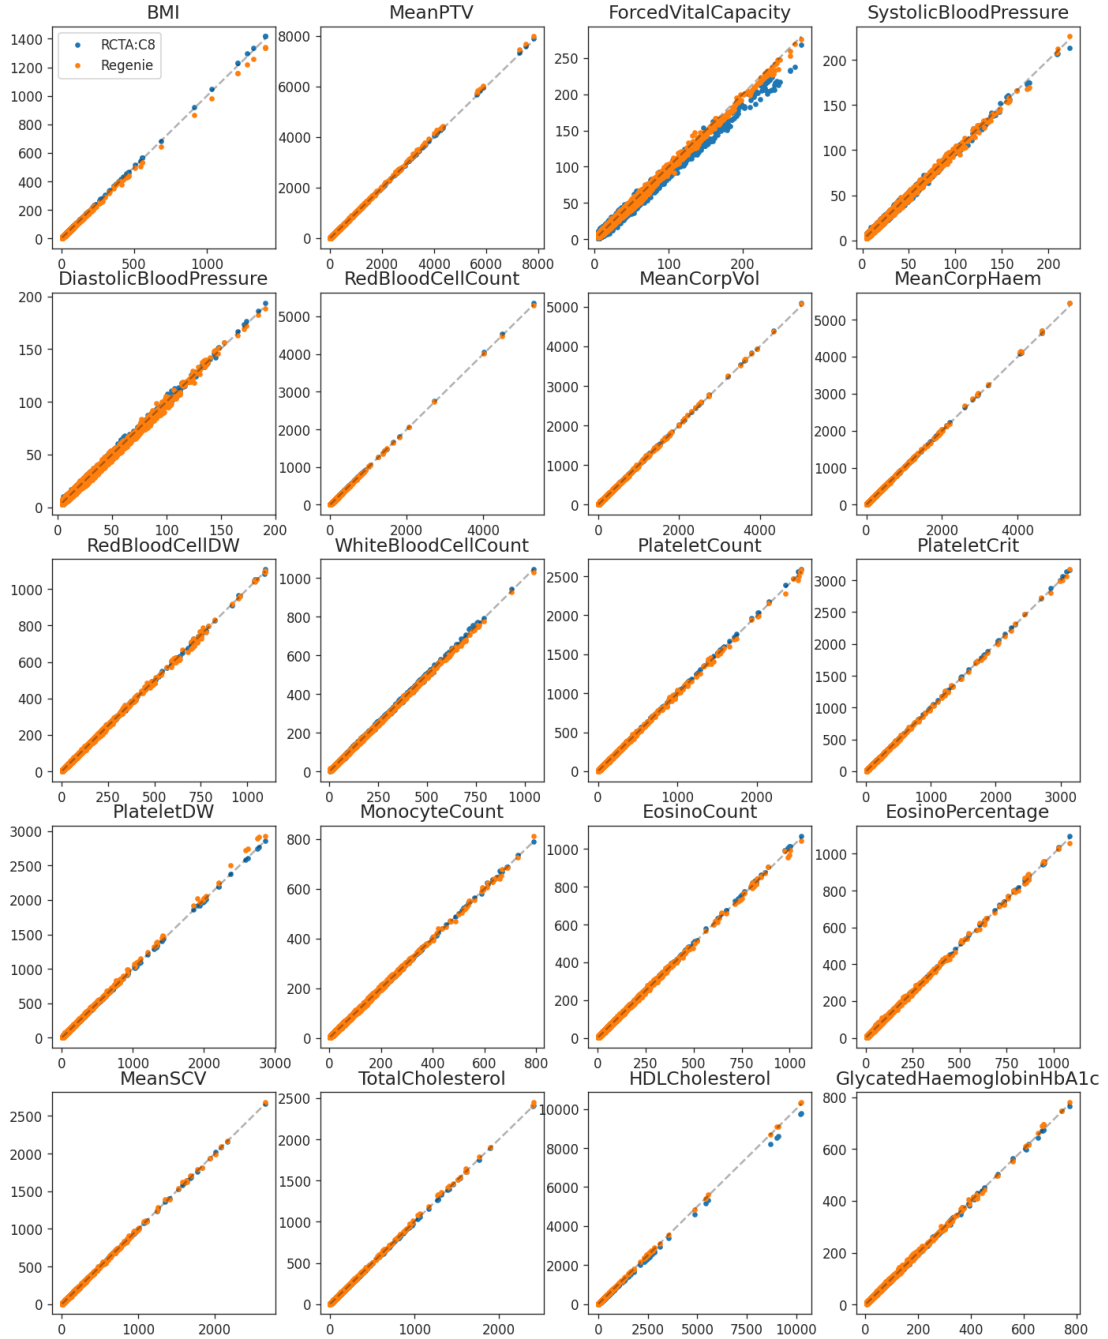 BMI
MeanPTV
ForcedVitalCapacity
SystolicBloodPressure
RCTA:C8
Regenie
1400
1200
1000
800
600
400
200
0
0 500 1000
8000
6000
4000
2000
0
0 2000 4000 6000 8000
250
200
150
100
50
0
0 100 200
200
150
100
50
0
0 50 100 150 200
DiastolicBloodPressure
RedBloodCellCount
MeanCorpVol
MeanCorpHaem
200
150
100
50
0
0 50 100 150 200
5000
4000
3000
2000
1000
0
0 2000 4000
5000
4000
3000
2000
1000
0
0 2000 4000
5000
4000
3000
2000
1000
0
0 2000 4000
RedBloodCellDW
WhiteBloodCellCount
PlateletCount
PlateletCrit
1000
800
600
400
200
0
0 250 500 750 1000
1000
800
600
400
200
0
0 250 500 750 1000
2500
2000
1500
1000
500
0
0 1000 2000
3000
2500
2000
1500
1000
500
0
0 1000 2000 3000
PlateletDW
MonocyteCount
EosinoCount
EosinoPercentage
3000
2500
2000
1500
1000
500
0
0 1000 2000 3000
800
600
400
200
0
0 200 400 600 800
1000
800
600
400
200
0
0 250 500 750 1000
1000
800
600
400
200
0
0 250 500 750 1000
MeanSCV
TotalCholesterol
HDLCholesterol
GlycatedHaemoglobinHbA1c
2500
2000
1500
1000
500
0
0 1000 2000
2500
2000
1500
1000
500
0
0 1000 2000
10000
8000
6000
4000
2000
0
0 2000 4000 6000 8000 10000
800
600
400
200
0
0 200 400 600 800